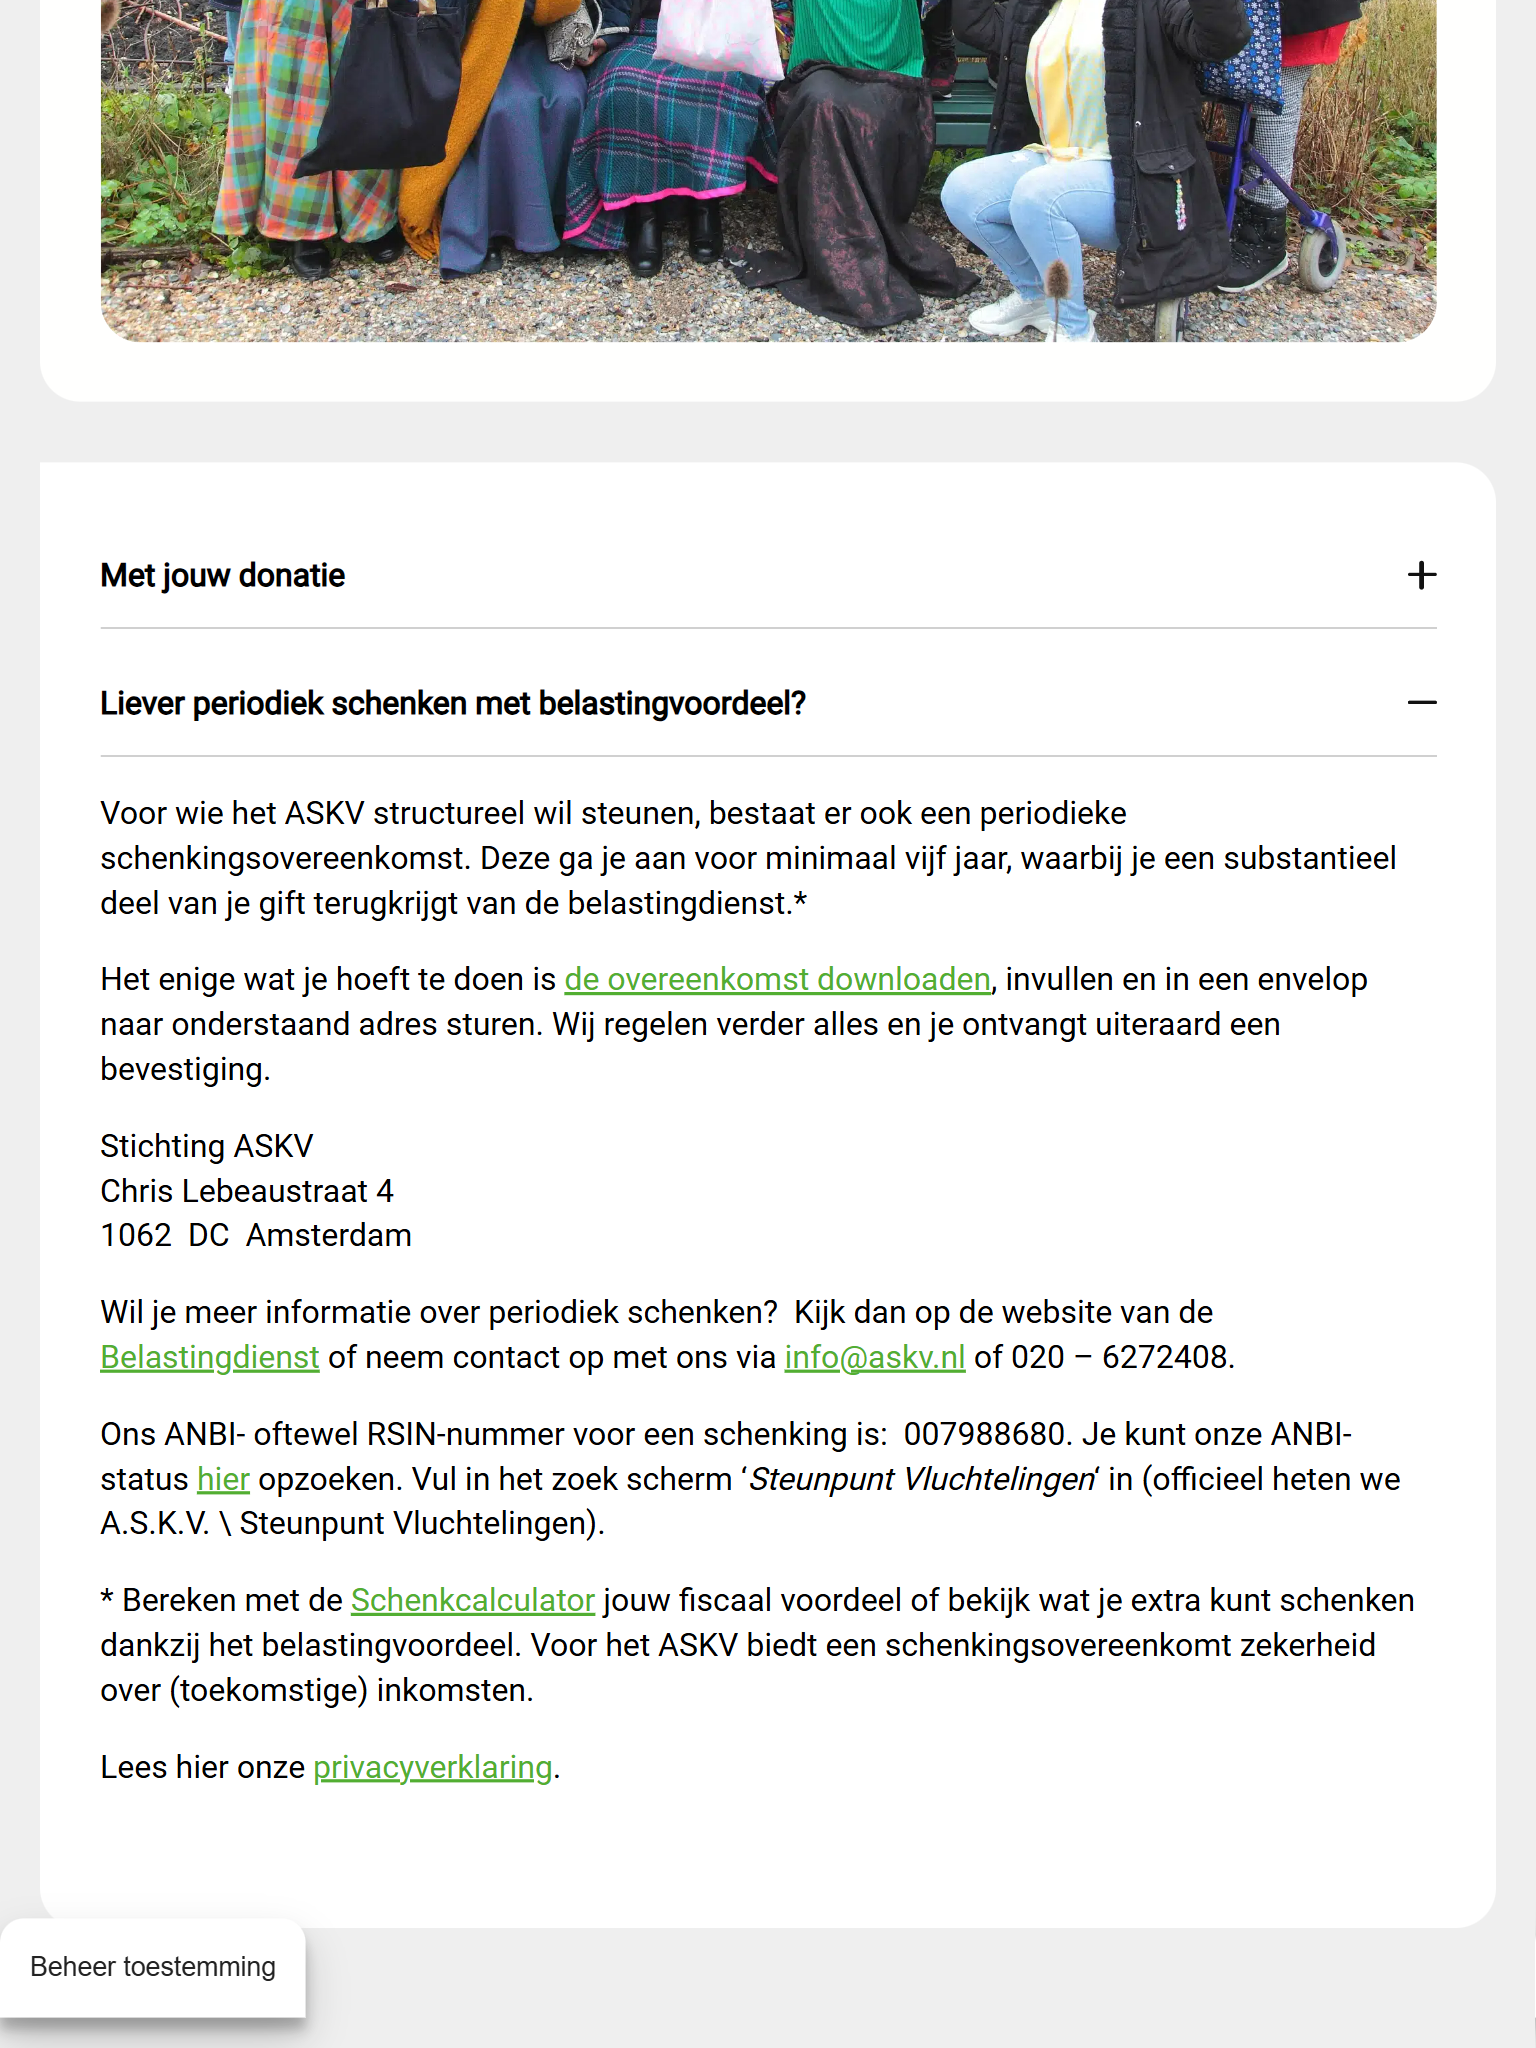 Met jouw donatie
Liever periodiek schenken met belastingvoordeel?
Voor wie het ASKV structureel wil steunen, bestaat er ook een periodieke
schenkingsovereenkomst. Deze ga je aan voor minimaal vijf jaar, waarbij je een substantieel
deel van je gift terugkrijgt van de belastingdienst.*
Het enige wat je hoeft te doen is de overeenkomst downloaden, invullen en in een envelop
naar onderstaand adres sturen. Wij regelen verder alles en je ontvangt uiteraard een
bevestiging.
Stichting ASKV
Chris Lebeaustraat 4
1062  DC  Amsterdam
Wil je meer informatie over periodiek schenken?  Kijk dan op de website van de
Belastingdienst of neem contact op met ons via info@askv.nl of 020 – 6272408.
Ons ANBI- oftewel RSIN-nummer voor een schenking is:  007988680. Je kunt onze ANBI-
status hier opzoeken. Vul in het zoek scherm ‘Steunpunt Vluchtelingen‘ in (officieel heten we
A.S.K.V. \ Steunpunt Vluchtelingen).
* Bereken met de Schenkcalculator jouw fiscaal voordeel of bekijk wat je extra kunt schenken
dankzij het belastingvoordeel. Voor het ASKV biedt een schenkingsovereenkomt zekerheid
over (toekomstige) inkomsten.
Lees hier onze privacyverklaring.
Beheer toestemming